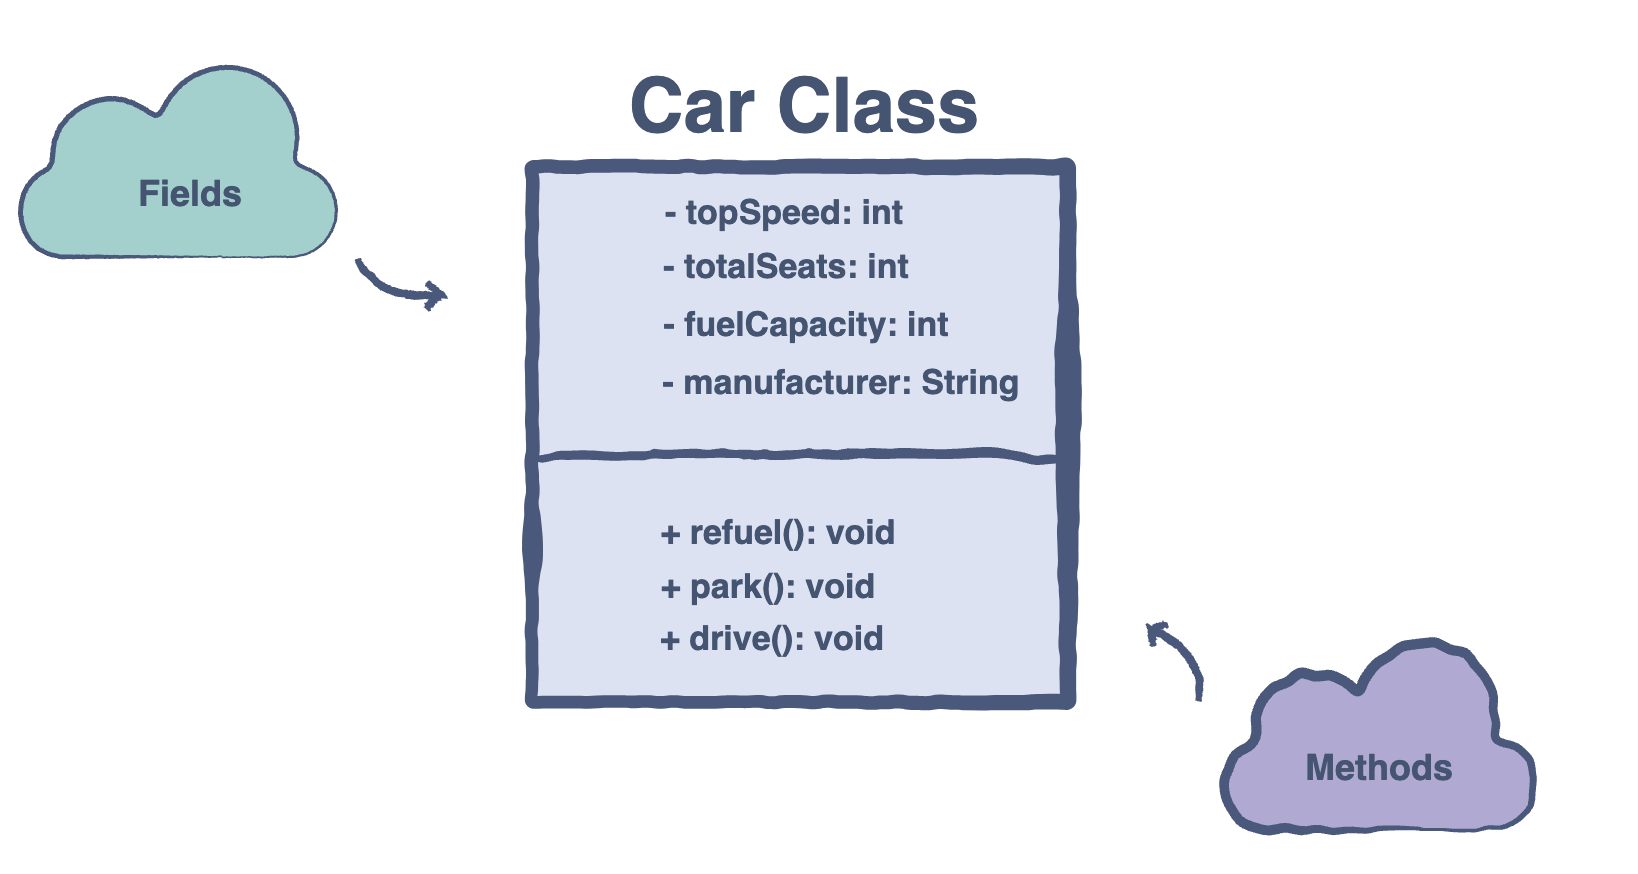 Car Class
Fields
- topSpeed: int
- totalSeats: int
- fuelCapacity: int
- manufacturer: String
+ refuel(): void
+ park(): void
+ drive(): void
Methods